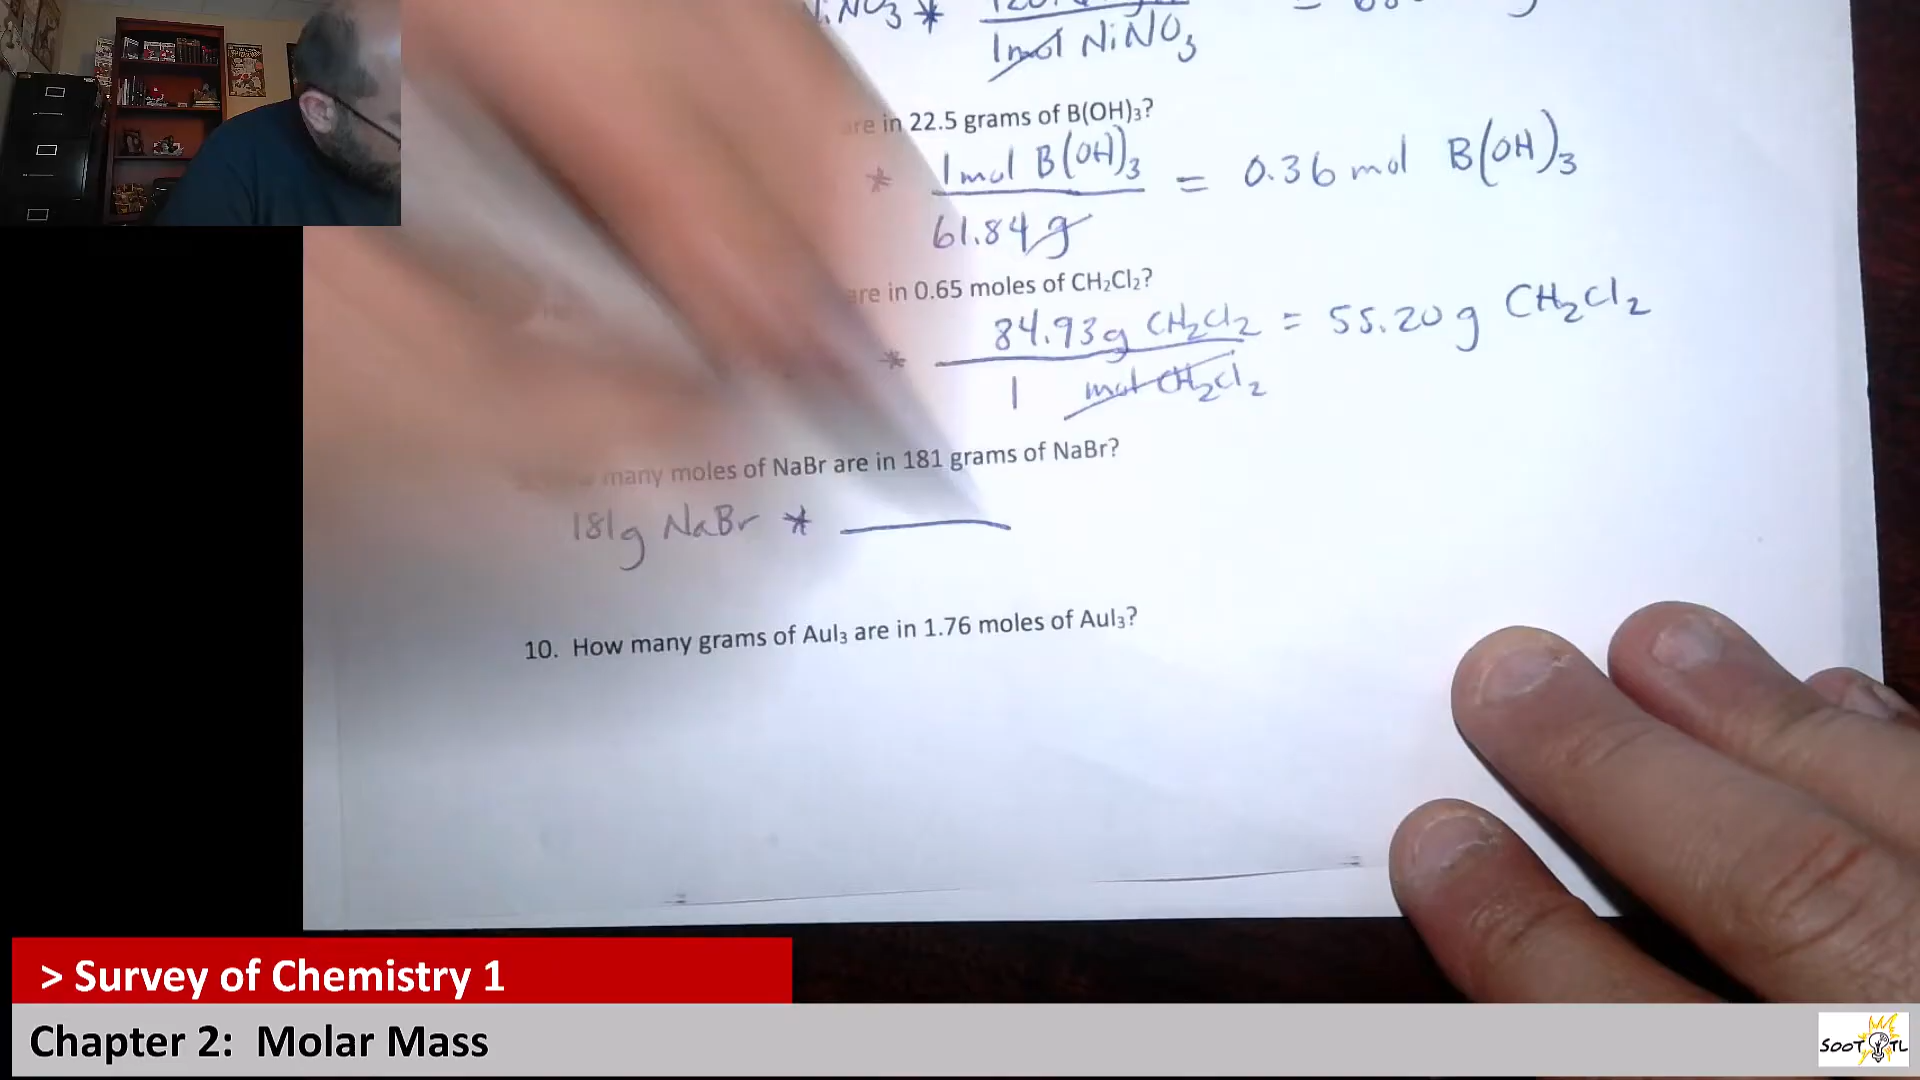 NiNO₃ *
1mol NiNO₃
are in 22.5 grams of B(OH)₃?
* 1mol B(OH)₃ = 0.36 mol B(OH)₃
61.84g
are in 0.65 moles of CH₂Cl₂?
* 84.93g CH₂Cl₂ = 55.20g CH₂Cl₂
1 mol CH₂Cl₂
many moles of NaBr are in 181 grams of NaBr?
181g NaBr *
10. How many grams of AuI₃ are in 1.76 moles of AuI₃?
> Survey of Chemistry 1
Chapter 2: Molar Mass
SOOT TL